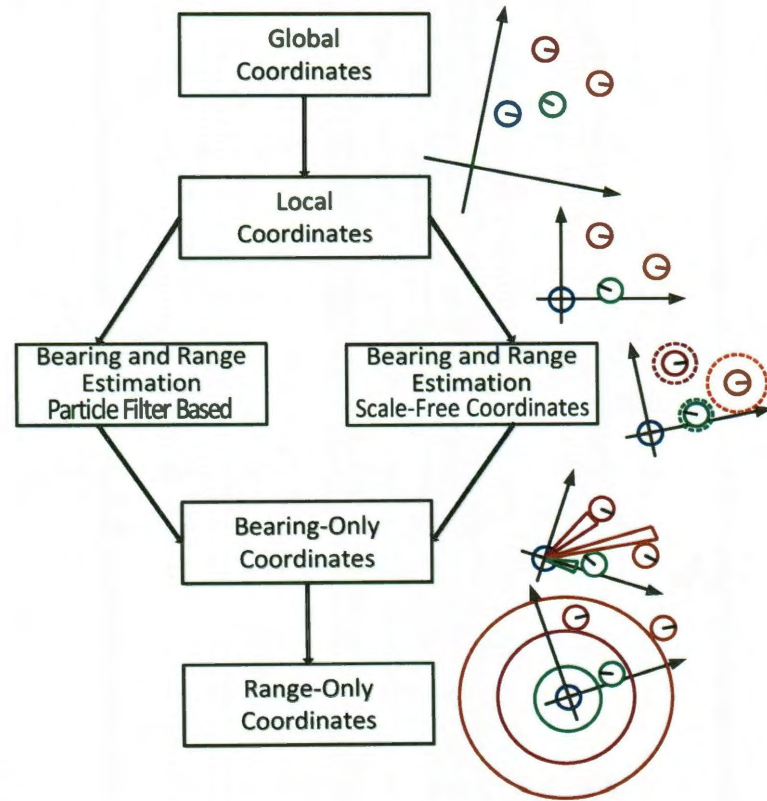 Global
Coordinates
Local
Coordinates
Bearing and Range
Estimation
Particle Filter Based
Bearing and Range
Estimation
Scale-Free Coordinates
Bearing-Only
Coordinates
Range-Only
Coordinates